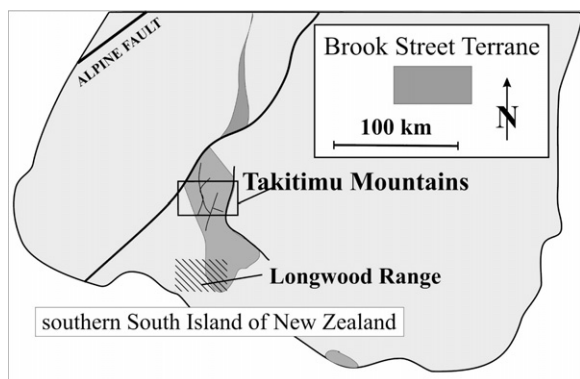 ALPINE FAULT
Brook Street Terrane
N
100 km
Takitimu Mountains
Longwood Range
southern South Island of New Zealand